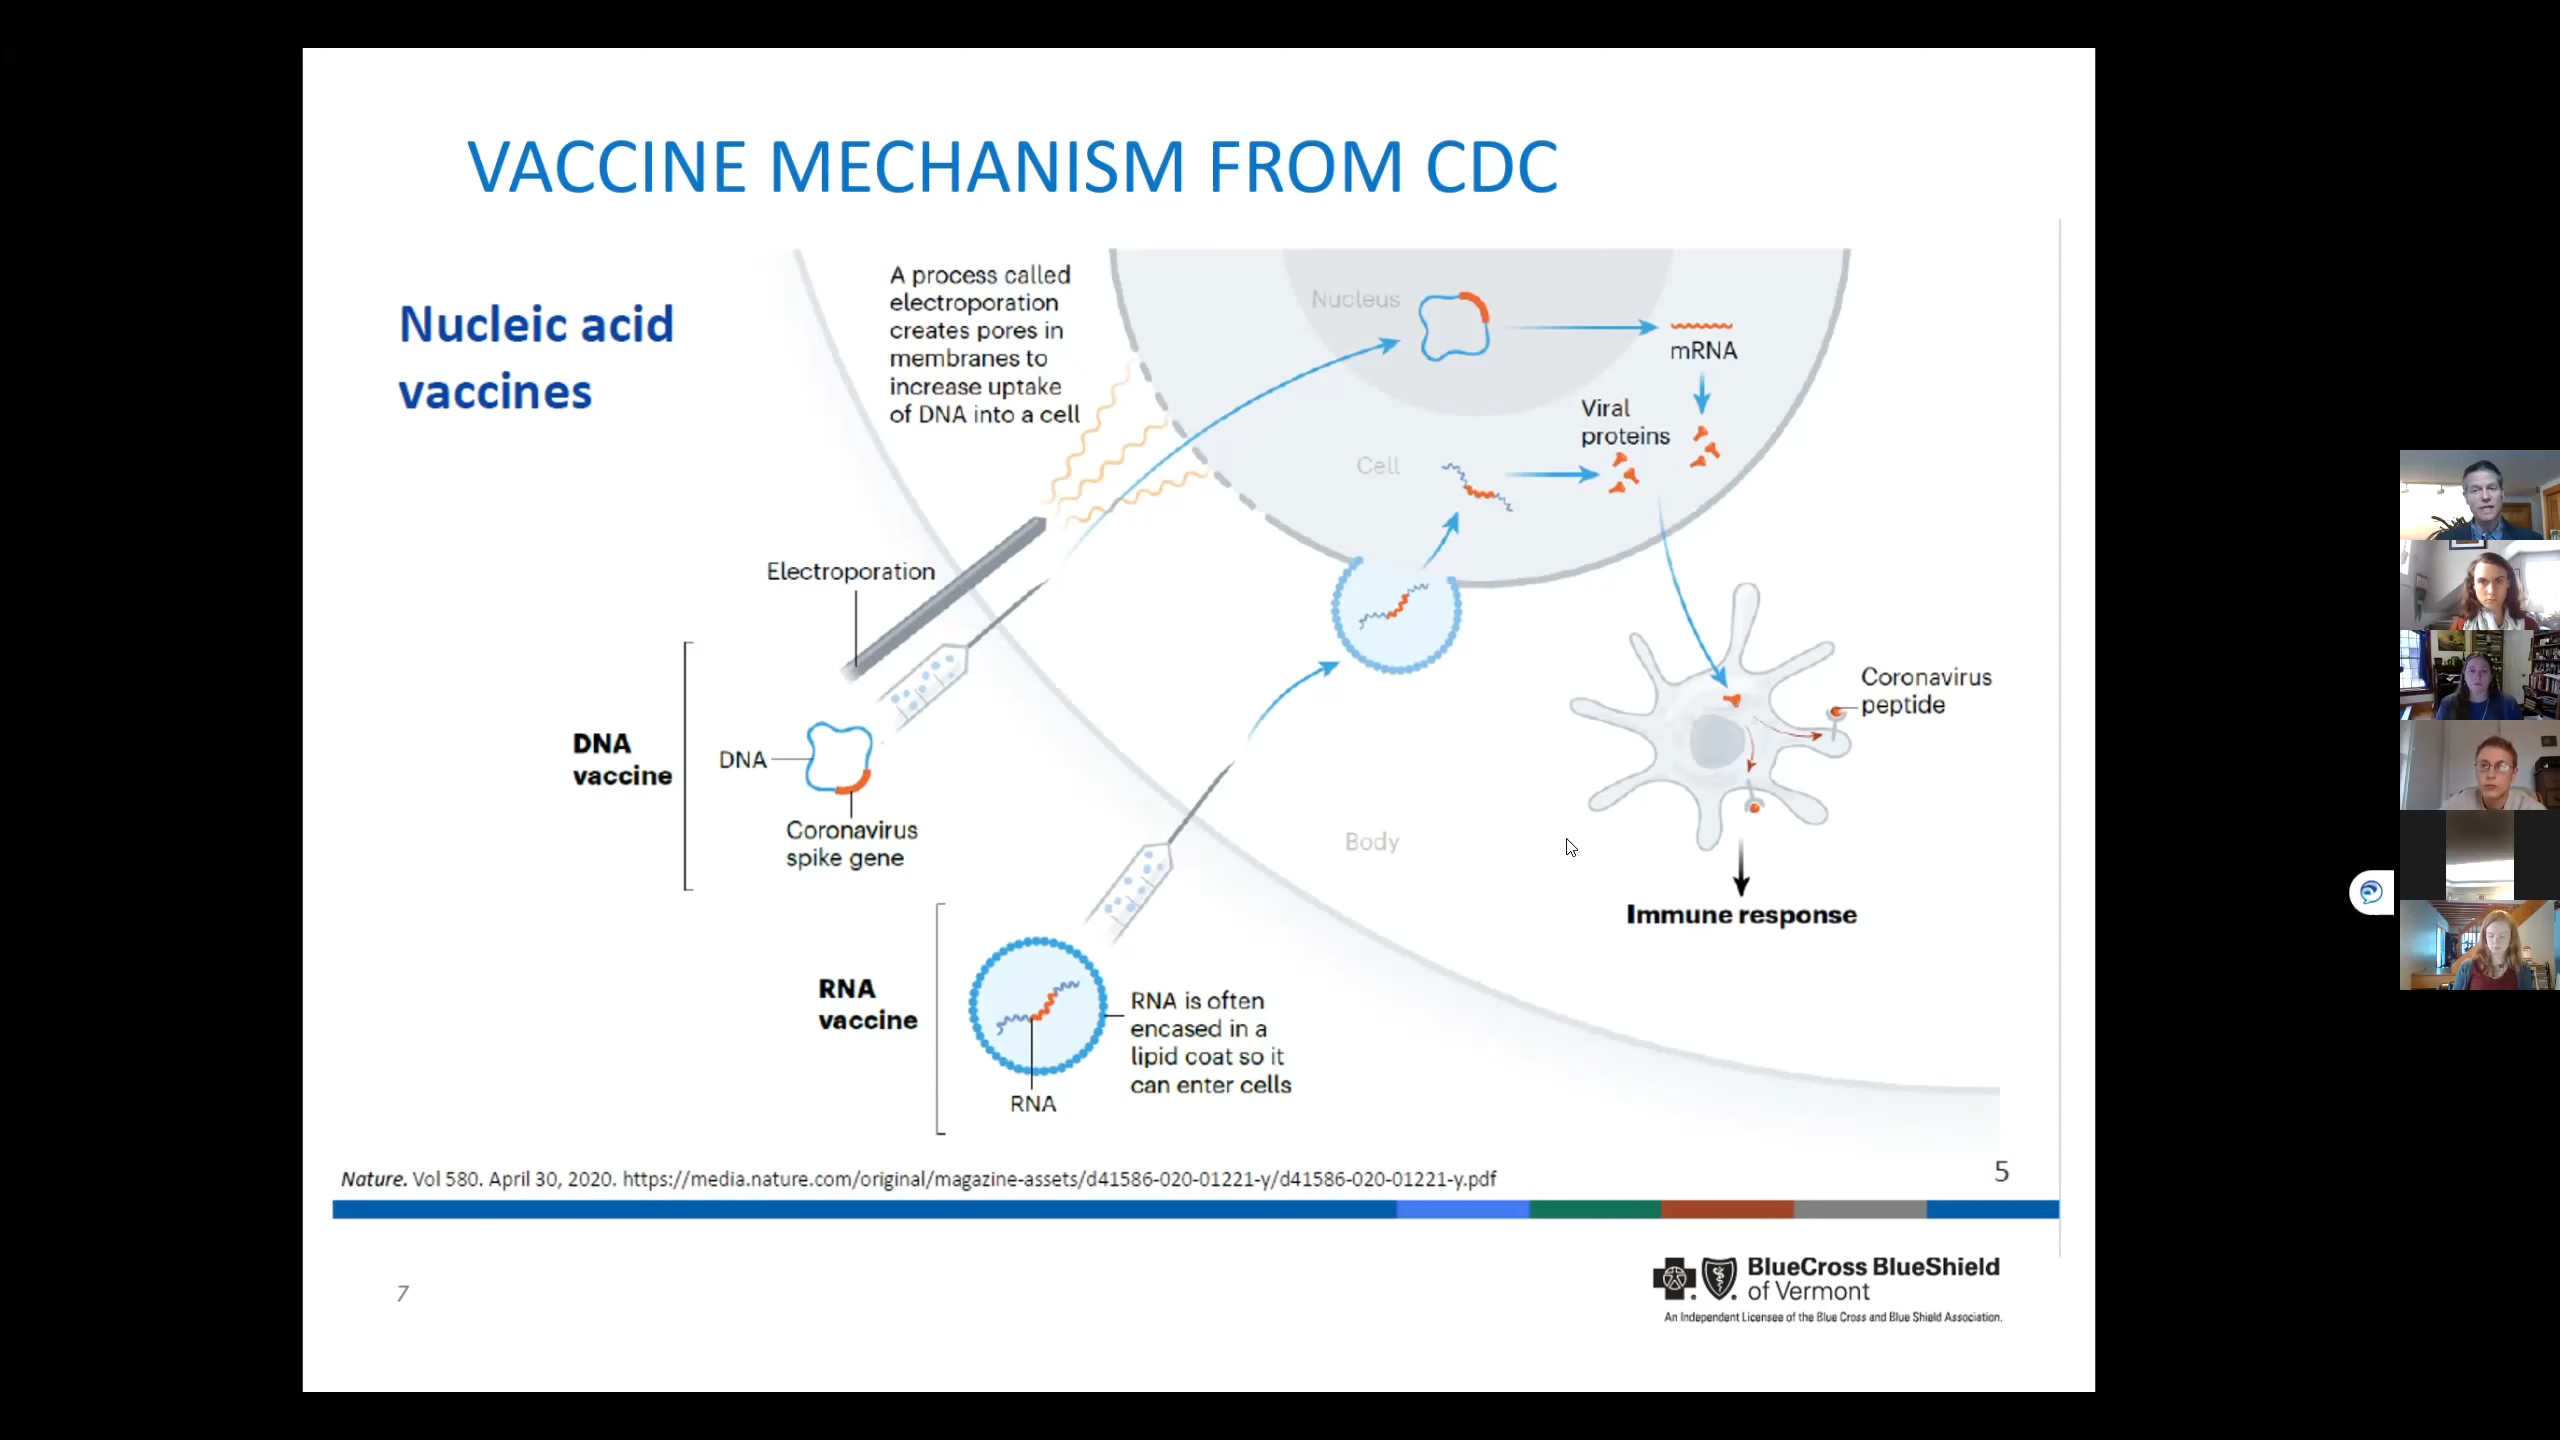 VACCINE MECHANISM FROM CDC
Nucleic acid
vaccines
A process called
electroporation
creates pores in
membranes to
increase uptake
of DNA into a cell
Nucleus
mRNA
Viral
proteins
Cell
Electroporation
DNA
vaccine
DNA
Coronavirus
spike gene
Coronavirus
peptide
Body
Immune response
RNA
vaccine
RNA is often
encased in a
lipid coat so it
can enter cells
RNA
Nature. Vol 580. April 30, 2020. https://media.nature.com/original/magazine-assets/d41586-020-01221-y/d41586-020-01221-y.pdf
5
7
BlueCross BlueShield
of Vermont
An Independent Licensee of the Blue Cross and Blue Shield Association.